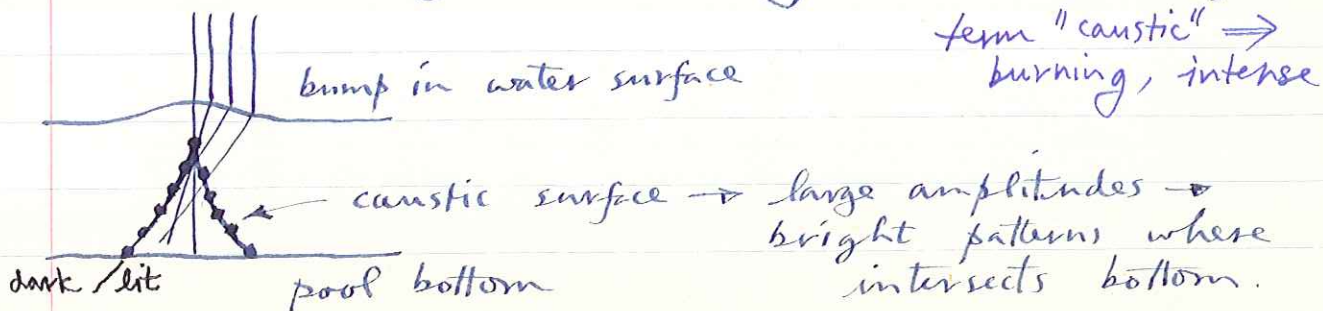 term "caustic" ⇒
burning, intense
bump in water surface
caustic surface → large amplitudes →
bright patterns where
intersects bottom.
dark / lit
pool bottom